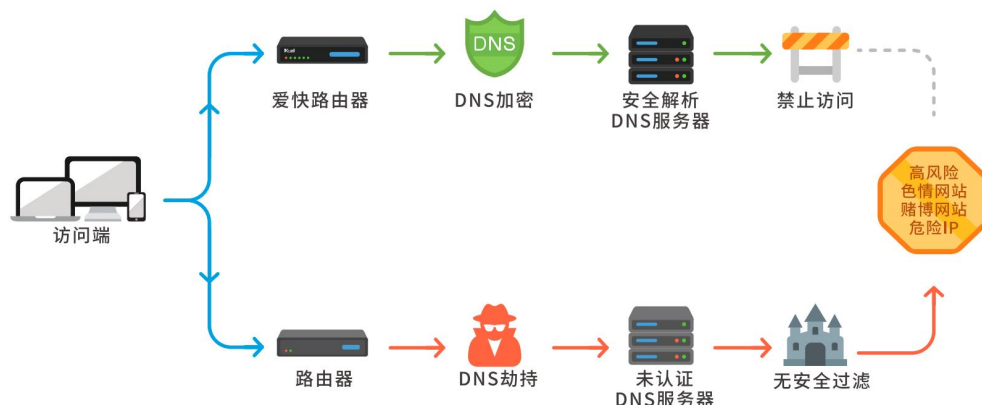 iKuai
DNS
爱快路由器
DNS加密
安全解析
DNS服务器
禁止访问
访问端
高风险
色情网站
赌博网站
危险IP
路由器
DNS劫持
未认证
DNS服务器
无安全过滤